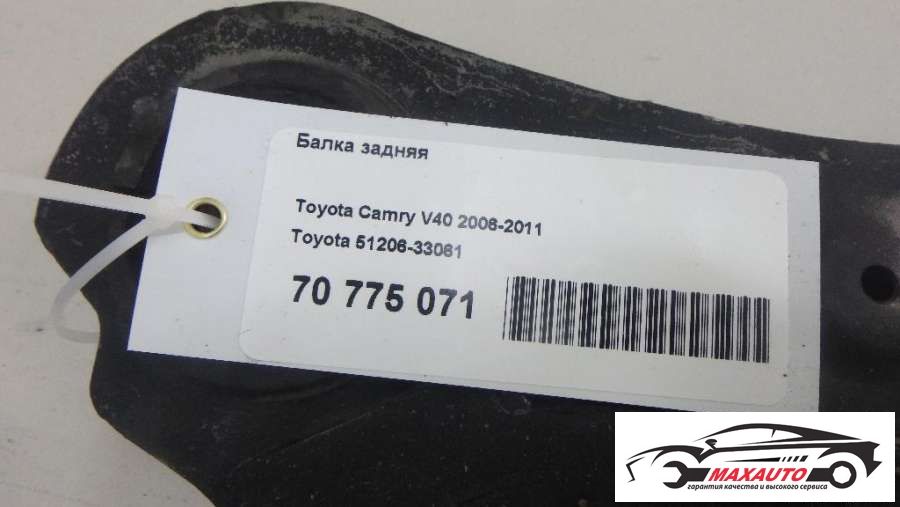 Балка задняя
Toyota Camry V40 2006-2011
Toyota 51206-33061
70 775 071
MAXAUTO
гарантия качества и высокого сервиса